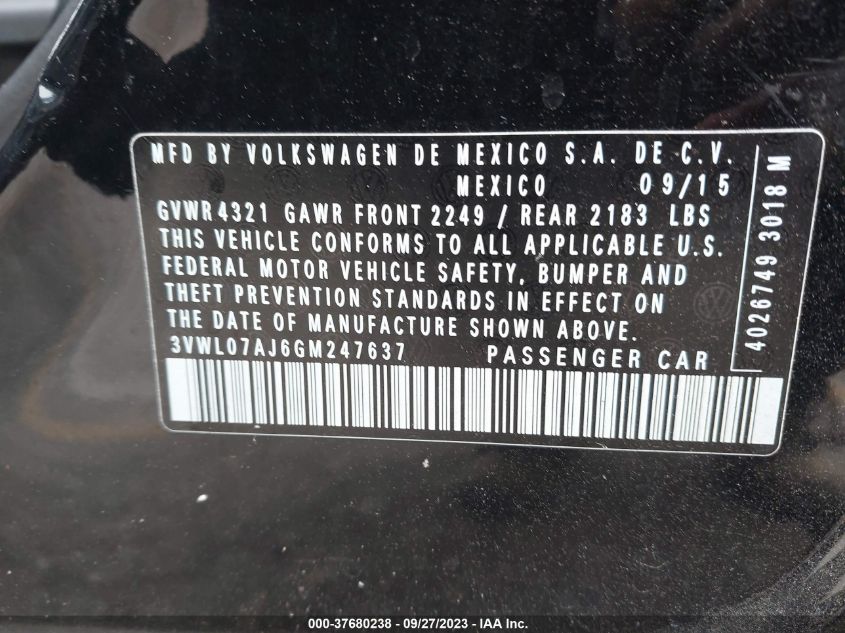 MFD BY VOLKSWAGEN DE MEXICO S.A. DE C.V.
MEXICO 09/15
GVWR 4321 GAWR FRONT 2249 / REAR 2183 LBS
THIS VEHICLE CONFORMS TO ALL APPLICABLE U.S.
FEDERAL MOTOR VEHICLE SAFETY, BUMPER AND
THEFT PREVENTION STANDARDS IN EFFECT ON
THE DATE OF MANUFACTURE SHOWN ABOVE.
3VWL07AJ6GM247637 PASSENGER CAR
4026749 3018 M
000-37680238 - 09/27/2023 - IAA Inc.